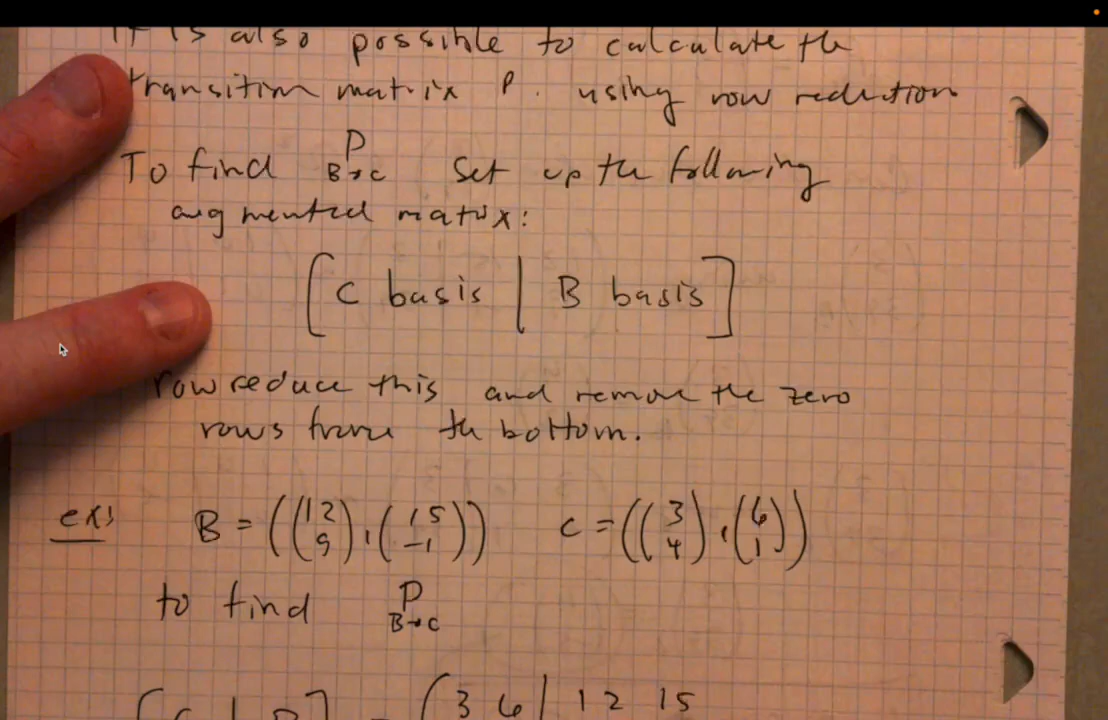 It is also possible to calculate the
transition matrix P. using row reduction
To find P B→C set up the following
augmented matrix:
[C basis | B basis]
row reduce this and remove the zero
rows from the bottom.
ex: B = ((12 9), (15 -1)) C = ((3 4), (6 1))
to find P B→C
[C | B] = (3 6 | 12 15